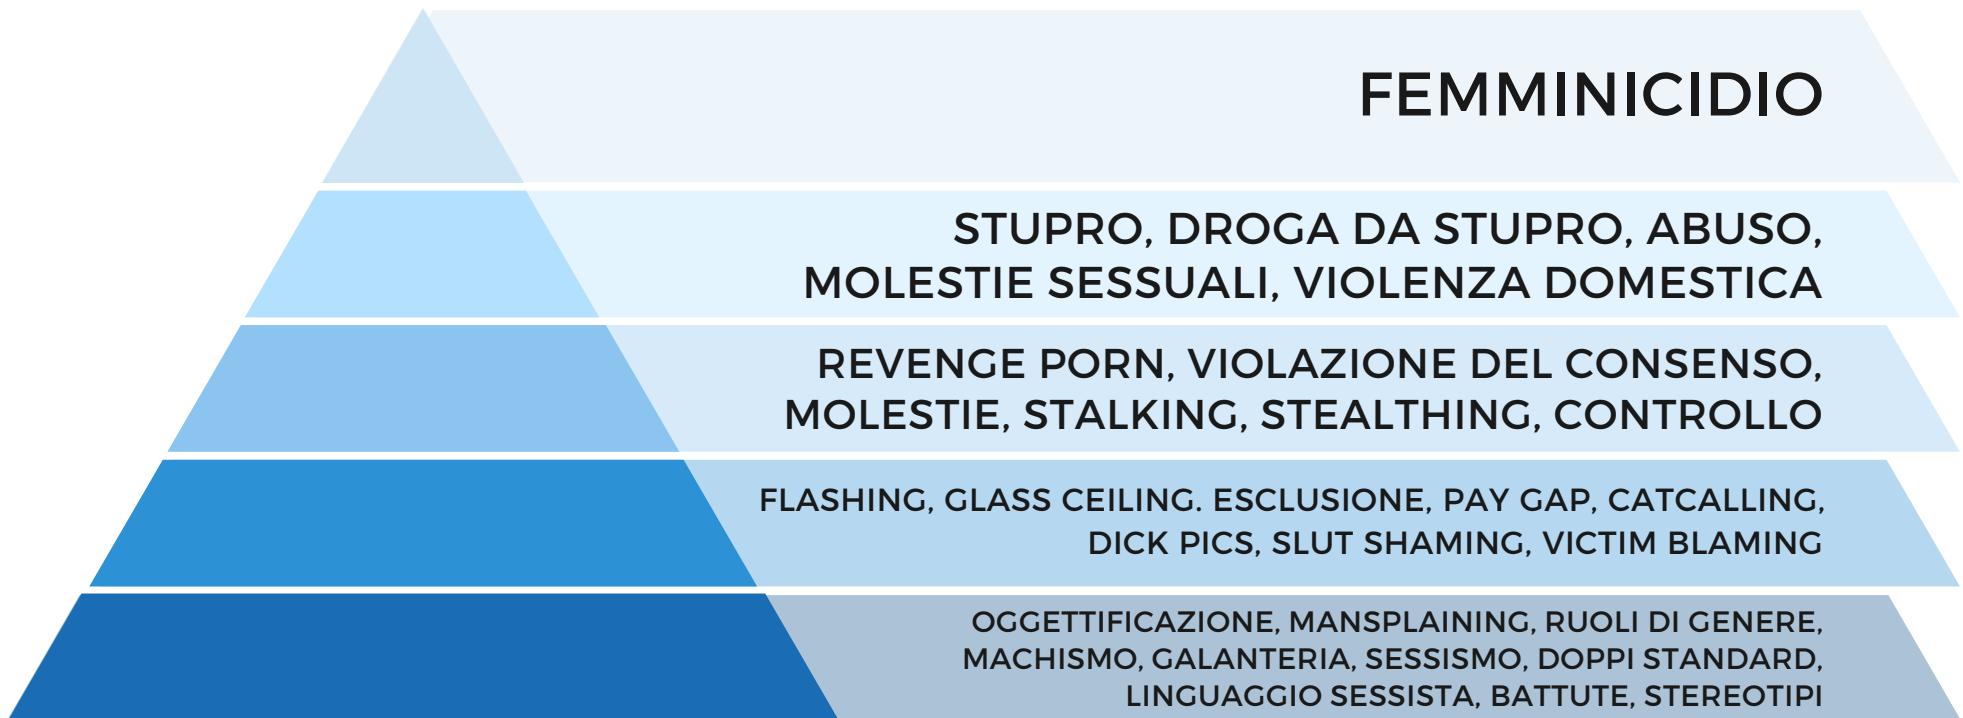 FEMMINICIDIO
STUPRO, DROGA DA STUPRO, ABUSO,
MOLESTIE SESSUALI, VIOLENZA DOMESTICA
REVENGE PORN, VIOLAZIONE DEL CONSENSO,
MOLESTIE, STALKING, STEALTHING, CONTROLLO
FLASHING, GLASS CEILING. ESCLUSIONE, PAY GAP, CATCALLING,
DICK PICS, SLUT SHAMING, VICTIM BLAMING
OGGETTIFICAZIONE, MANSPLAINING, RUOLI DI GENERE,
MACHISMO, GALANTERIA, SESSISMO, DOPPI STANDARD,
LINGUAGGIO SESSISTA, BATTUTE, STEREOTIPI